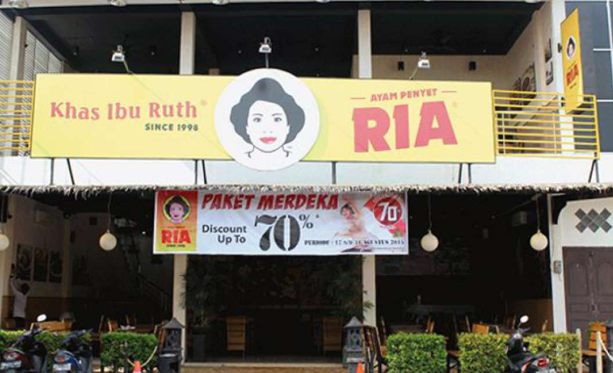 Khas Ibu Ruth®
SINCE 1998
AYAM PENYET
RIA®
RIA
PAKET MERDEKA
Discount
Up To
70%*
70%
RIA